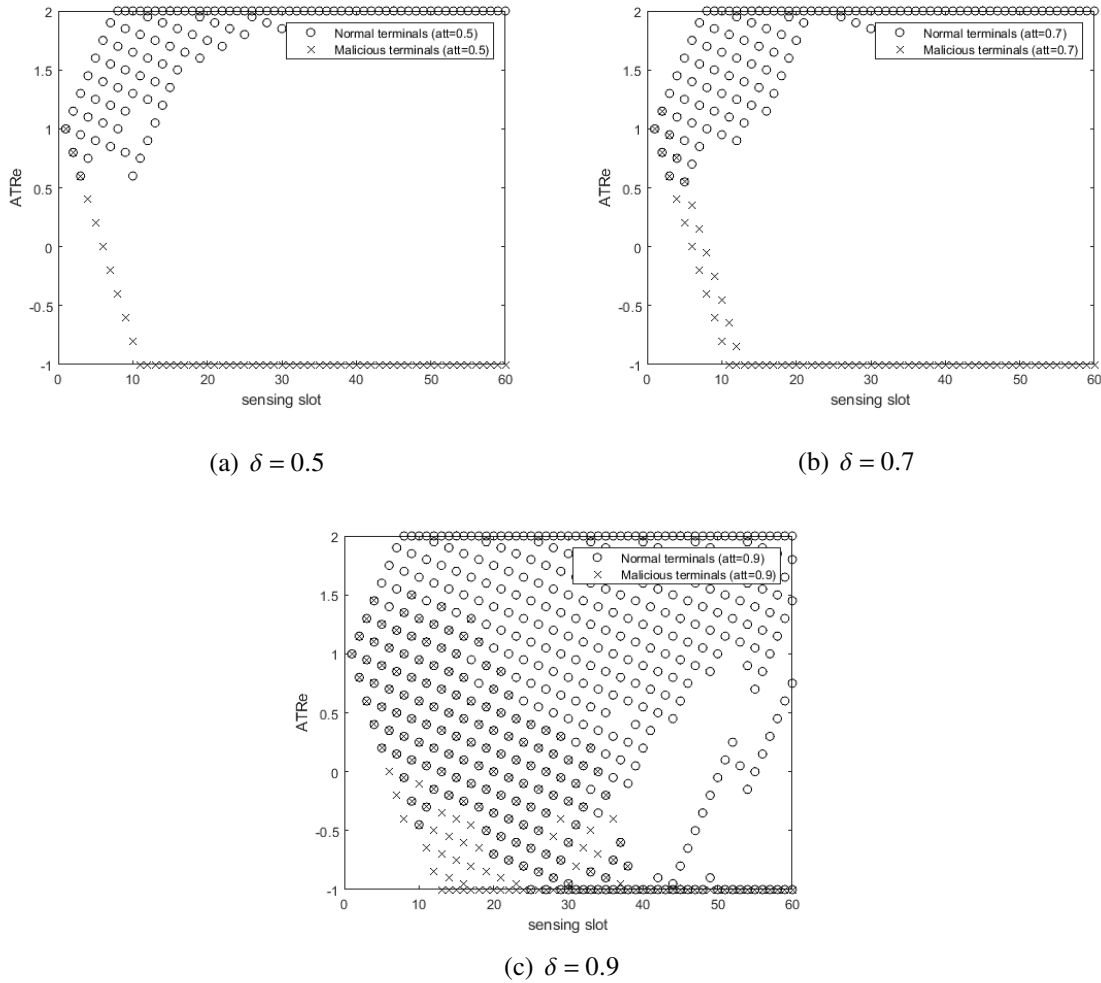 2
1.5
1
0.5
0
-0.5
-1
ATRe
0 10 20 30 40 50 60
sensing slot
Normal terminals (att=0.5)
Malicious terminals (att=0.5)
(a) δ = 0.5
2
1.5
1
0.5
0
-0.5
-1
ATRe
0 10 20 30 40 50 60
sensing slot
Normal terminals (att=0.7)
Malicious terminals (att=0.7)
(b) δ = 0.7
2
1.5
1
0.5
0
-0.5
-1
ATRe
0 10 20 30 40 50 60
sensing slot
Normal terminals (att=0.9)
Malicious terminals (att=0.9)
(c) δ = 0.9